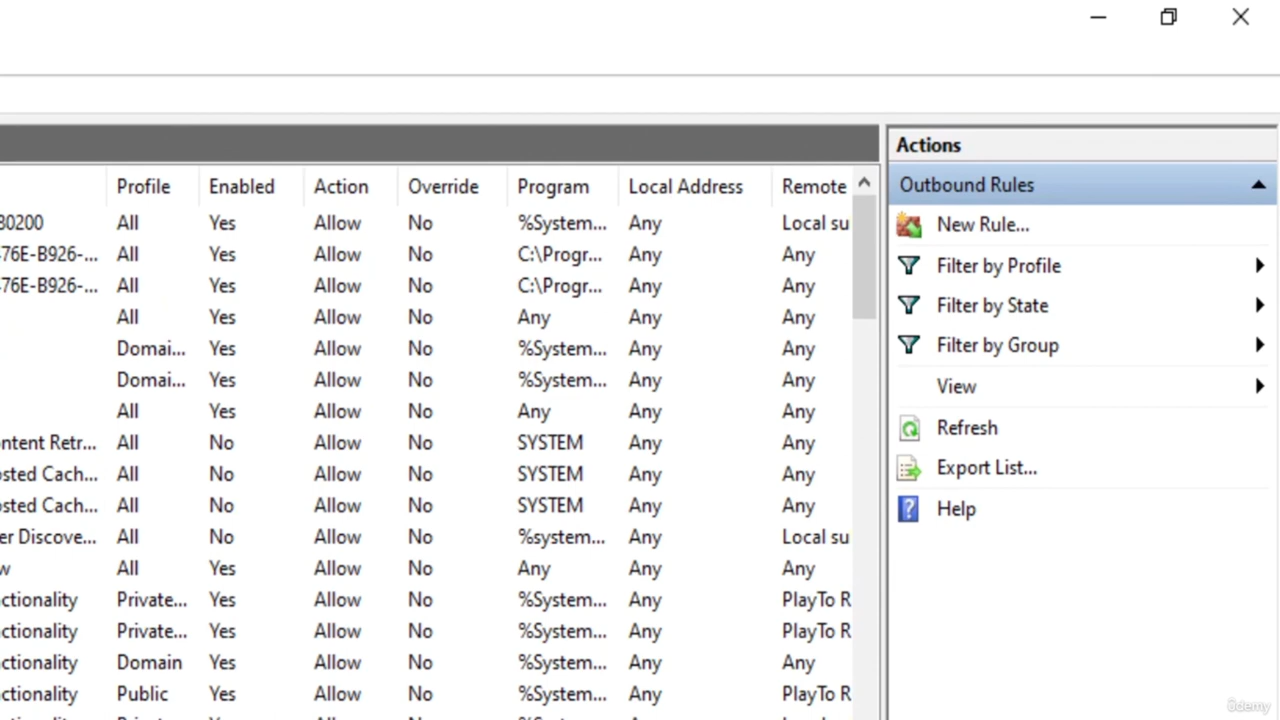 Profile Enabled Action Override Program Local Address Remote
30200 All Yes Allow No %System... Any Local su
76E-B926-... All Yes Allow No C:\Progr... Any Any
76E-B926-... All Yes Allow No C:\Progr... Any Any
All Yes Allow No Any Any Any
Domai... Yes Allow No %System... Any Any
Domai... Yes Allow No %System... Any Any
All Yes Allow No Any Any Any
ontent Retr... All No Allow No SYSTEM Any Any
osted Cach... All No Allow No SYSTEM Any Any
osted Cach... All No Allow No SYSTEM Any Any
er Discove... All No Allow No %system... Any Local su
w All Yes Allow No Any Any Any
ctionality Private... Yes Allow No %System... Any PlayTo R
ctionality Private... Yes Allow No %System... Any PlayTo R
ctionality Domain Yes Allow No %System... Any Any
ctionality Public Yes Allow No %System... Any PlayTo R
Actions
Outbound Rules
New Rule...
Filter by Profile
Filter by State
Filter by Group
View
Refresh
Export List...
Help
ûdemy